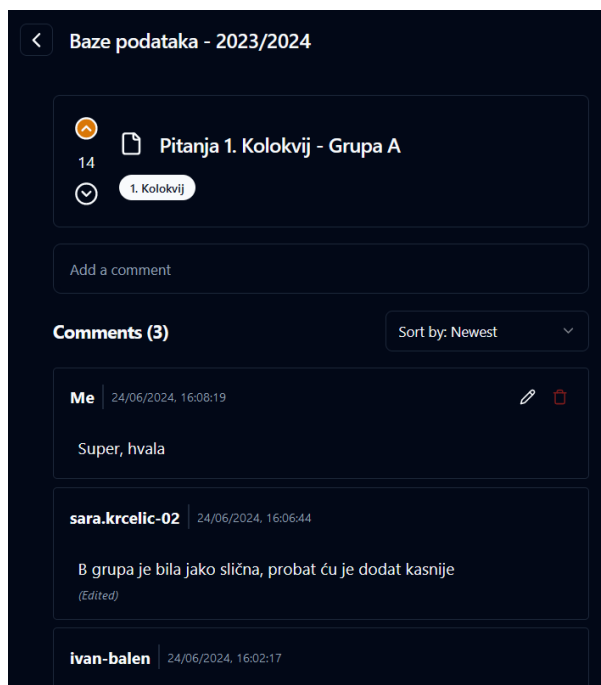 Baze podataka - 2023/2024
Pitanja 1. Kolokvij - Grupa A
14
1. Kolokvij
Add a comment
Comments (3)
Sort by: Newest
Me 24/06/2024, 16:08:19
Super, hvala
sara.krcelic-02 24/06/2024, 16:06:44
B grupa je bila jako slična, probat ću je dodat kasnije
(Edited)
ivan-balen 24/06/2024, 16:02:17